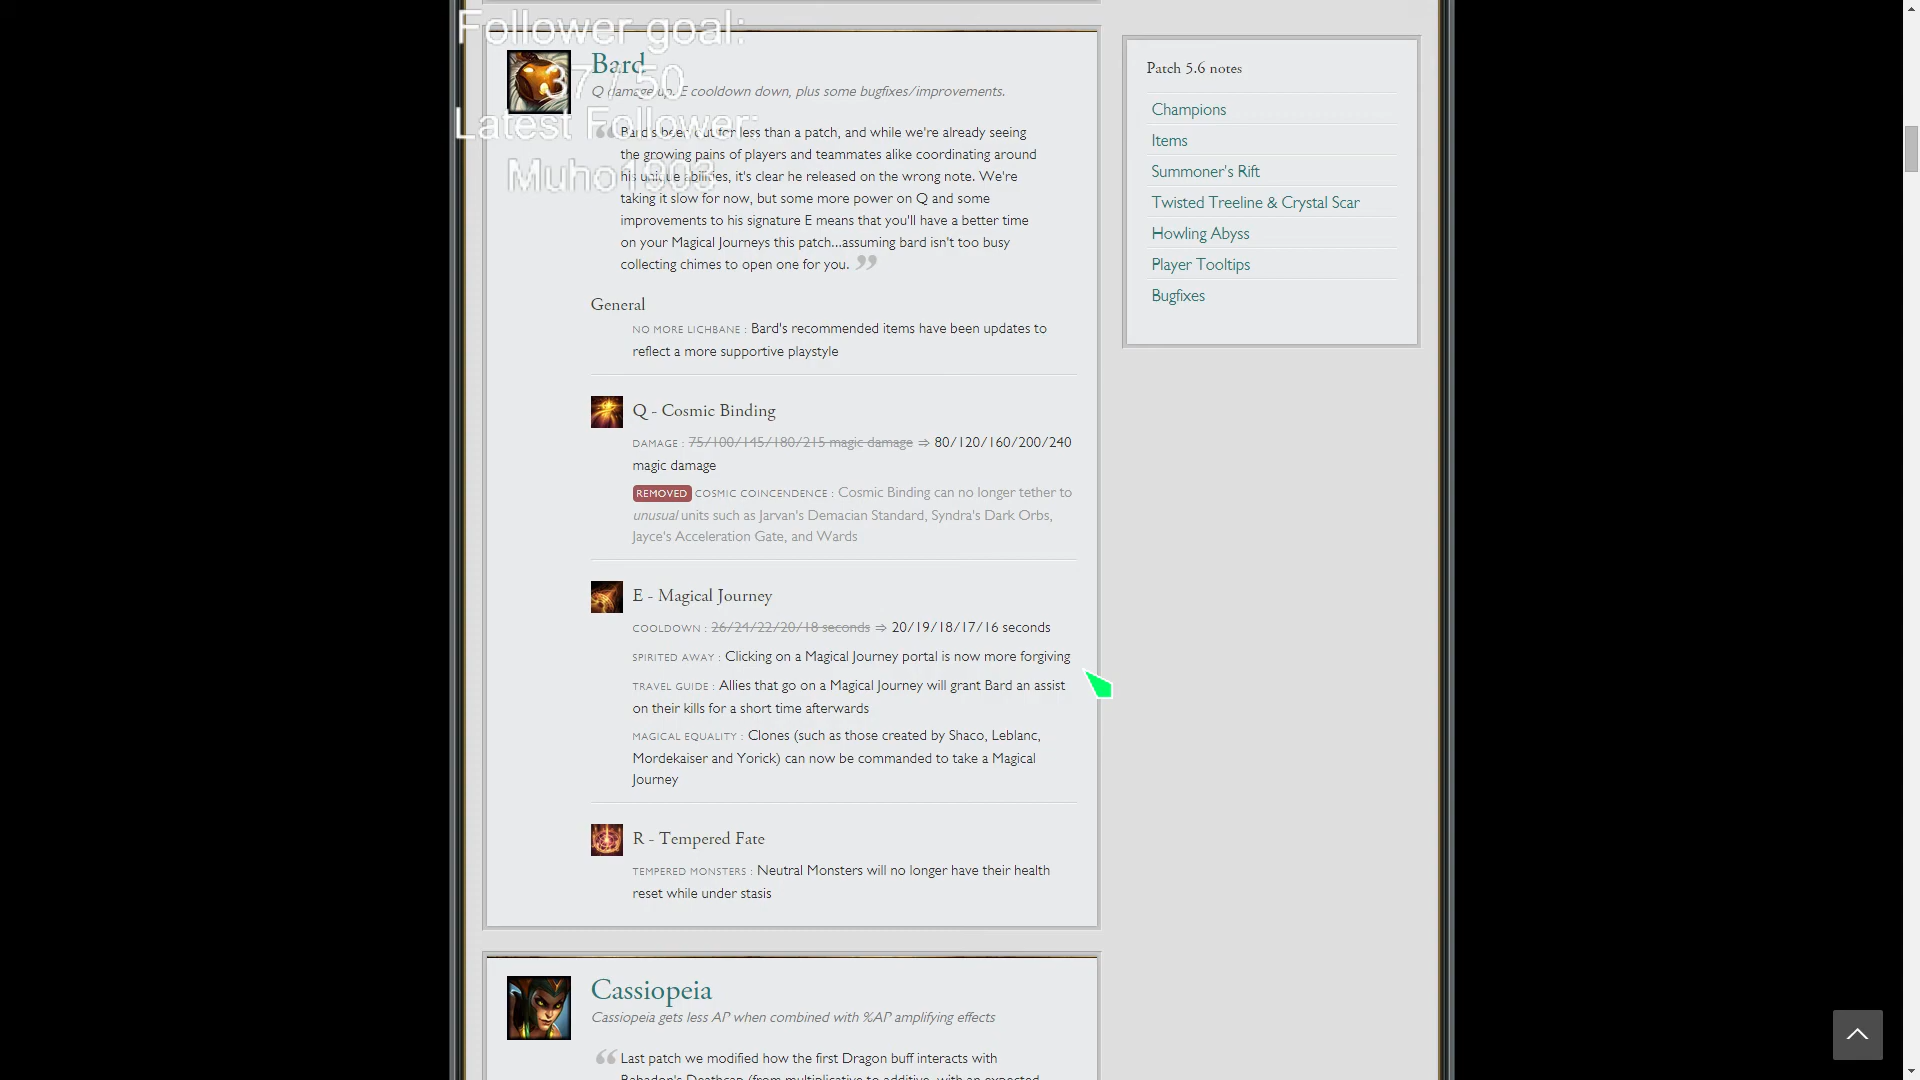 Follower goal:
37 / 50
Latest Follower:
Muho1903
Bard
Q damage up, E cooldown down, plus some bugfixes/improvements.
Bard's been out for less than a patch, and while we're already seeing
the growing pains of players and teammates alike coordinating around
his unique abilities, it's clear he released on the wrong note. We're
taking it slow for now, but some more power on Q and some
improvements to his signature E means that you'll have a better time
on your Magical Journeys this patch...assuming bard isn't too busy
collecting chimes to open one for you.
General
NO MORE LICHBANE : Bard's recommended items have been updates to
reflect a more supportive playstyle
Q - Cosmic Binding
DAMAGE : 75/100/145/180/215 magic damage ⇒ 80/120/160/200/240
magic damage
REMOVED COSMIC COINCENDENCE : Cosmic Binding can no longer tether to
unusual units such as Jarvan's Demacian Standard, Syndra's Dark Orbs,
Jayce's Acceleration Gate, and Wards
E - Magical Journey
COOLDOWN : 26/24/22/20/18 seconds ⇒ 20/19/18/17/16 seconds
SPIRITED AWAY : Clicking on a Magical Journey portal is now more forgiving
TRAVEL GUIDE : Allies that go on a Magical Journey will grant Bard an assist
on their kills for a short time afterwards
MAGICAL EQUALITY : Clones (such as those created by Shaco, Leblanc,
Mordekaiser and Yorick) can now be commanded to take a Magical
Journey
R - Tempered Fate
TEMPERED MONSTERS : Neutral Monsters will no longer have their health
reset while under stasis
Cassiopeia
Cassiopeia gets less AP when combined with %AP amplifying effects
Last patch we modified how the first Dragon buff interacts with
Rabadon's Deathcap (from multiplicative to additive, with an expected
Patch 5.6 notes
Champions
Items
Summoner's Rift
Twisted Treeline & Crystal Scar
Howling Abyss
Player Tooltips
Bugfixes